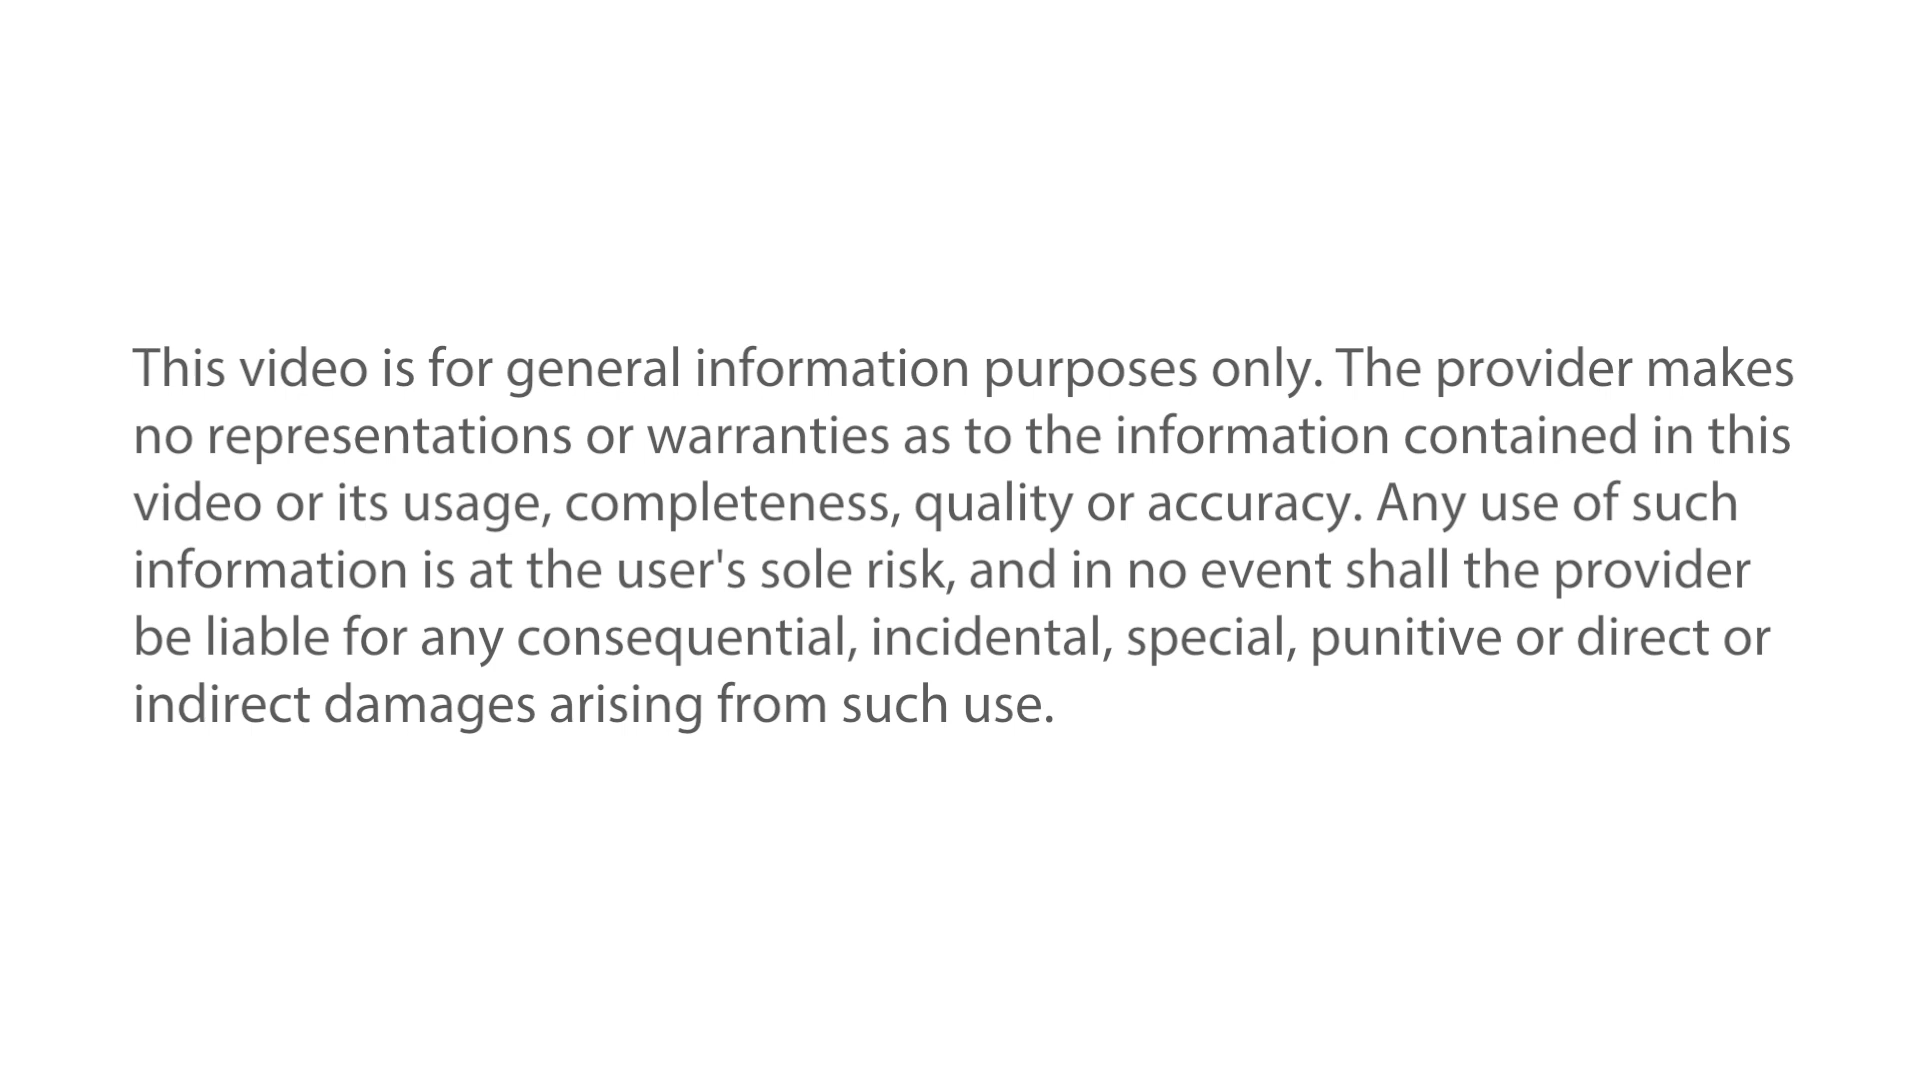 This video is for general information purposes only. The provider makes
no representations or warranties as to the information contained in this
video or its usage, completeness, quality or accuracy. Any use of such
information is at the user's sole risk, and in no event shall the provider
be liable for any consequential, incidental, special, punitive or direct or
indirect damages arising from such use.